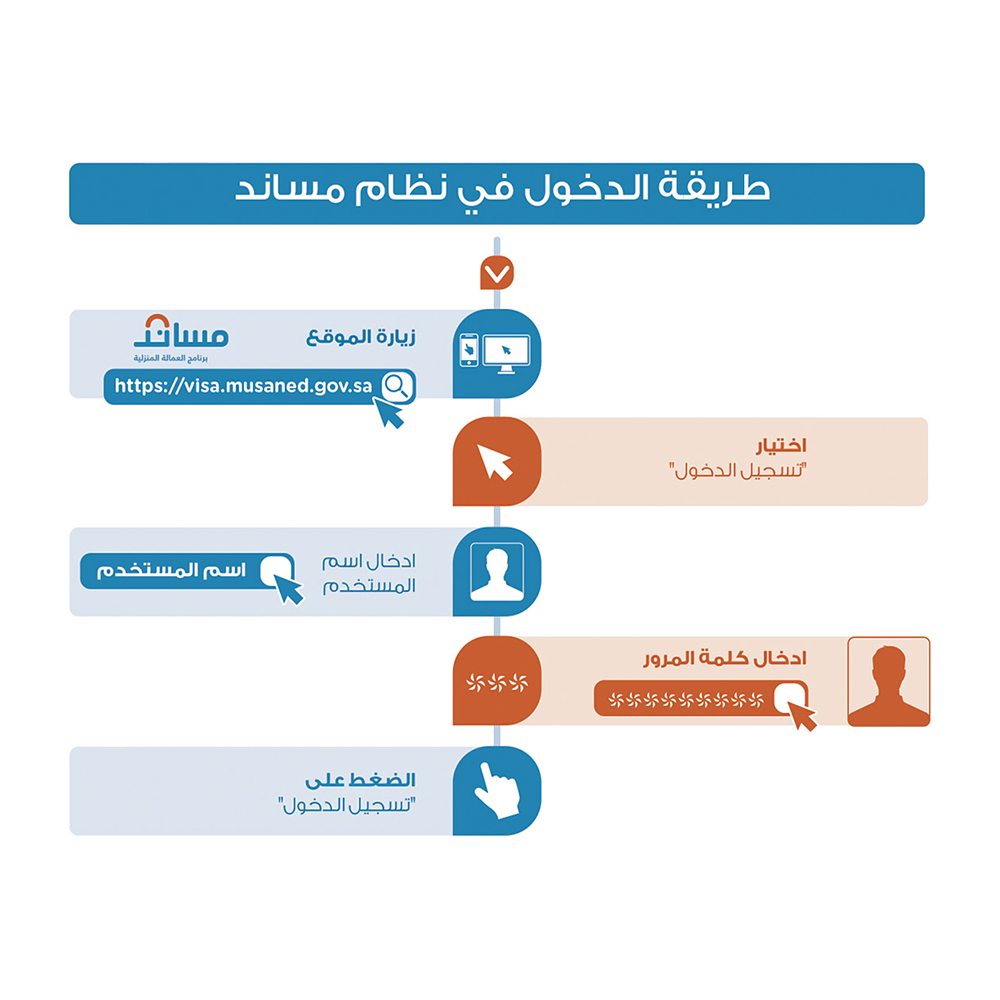 طريقة الدخول في نظام مساند
زيارة الموقع
مساند
برنامج العمالة المنزلية
https://visa.musaned.gov.sa
اختيار
"تسجيل الدخول"
ادخال اسم
المستخدم
اسم المستخدم
ادخال كلمة المرور
الضغط على
"تسجيل الدخول"